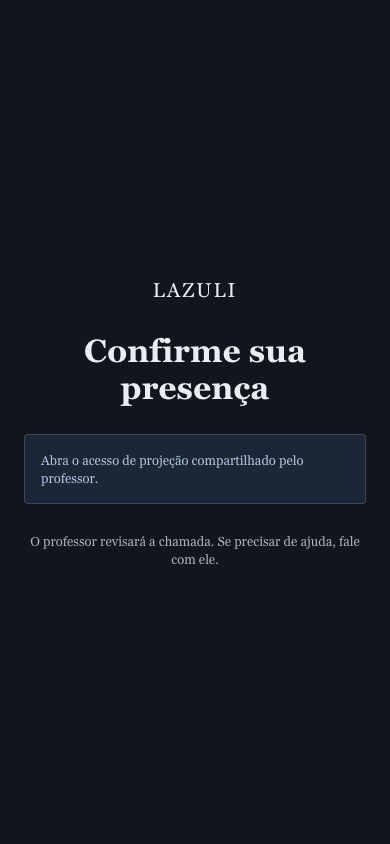 LAZULI
Confirme sua
presença
Abra o acesso de projeção compartilhado pelo
professor.
O professor revisará a chamada. Se precisar de ajuda, fale
com ele.